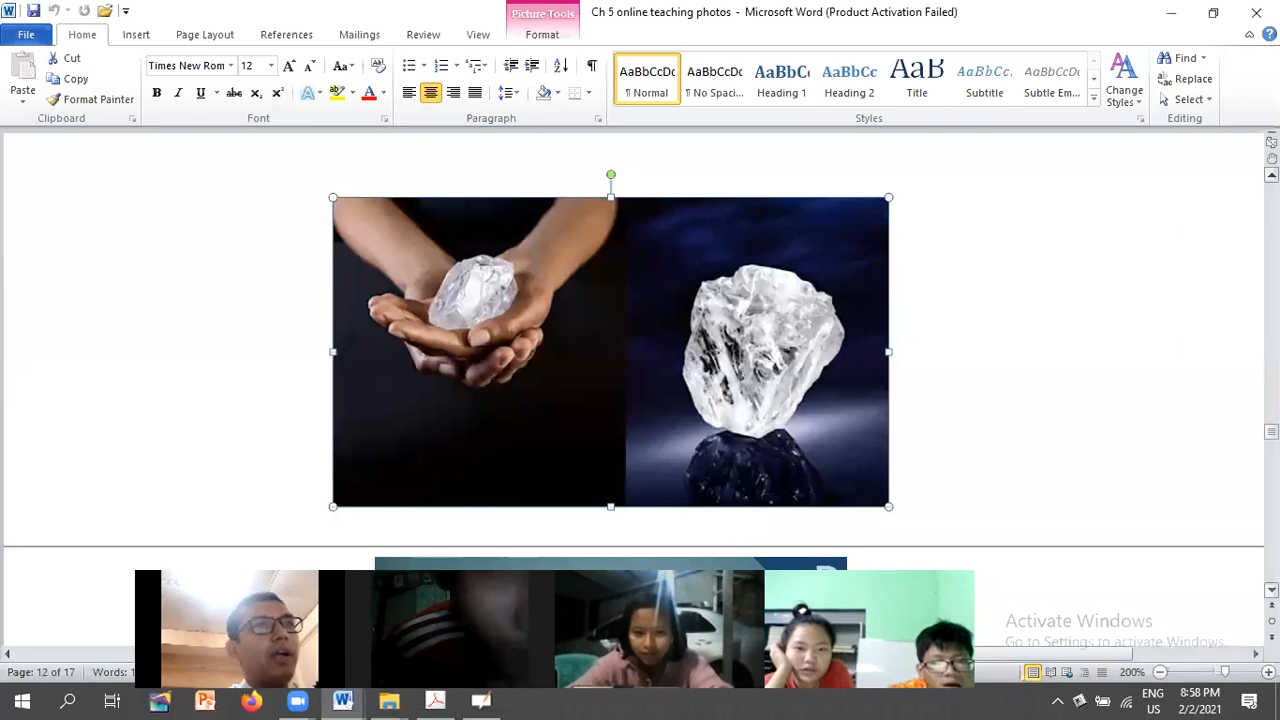 Picture Tools
Ch 5 online teaching photos - Microsoft Word (Product Activation Failed)
File Home Insert Page Layout References Mailings Review View Format
Paste
Cut
Copy
Format Painter
Clipboard
Times New Rom 12
Font
Paragraph
AaBbCcDc AaBbCcDc AaBbCc AaBbCc AaB AaBbCcDc AaBbCcDc
¶ Normal ¶ No Spaci... Heading 1 Heading 2 Title Subtitle Subtle Em...
Change
Styles
Styles
Find
Replace
Select
Editing
Activate Windows
Go to Settings to activate Windows.
Page: 12 of 17
Words: 1
200%
ENG
US
8:58 PM
2/2/2021